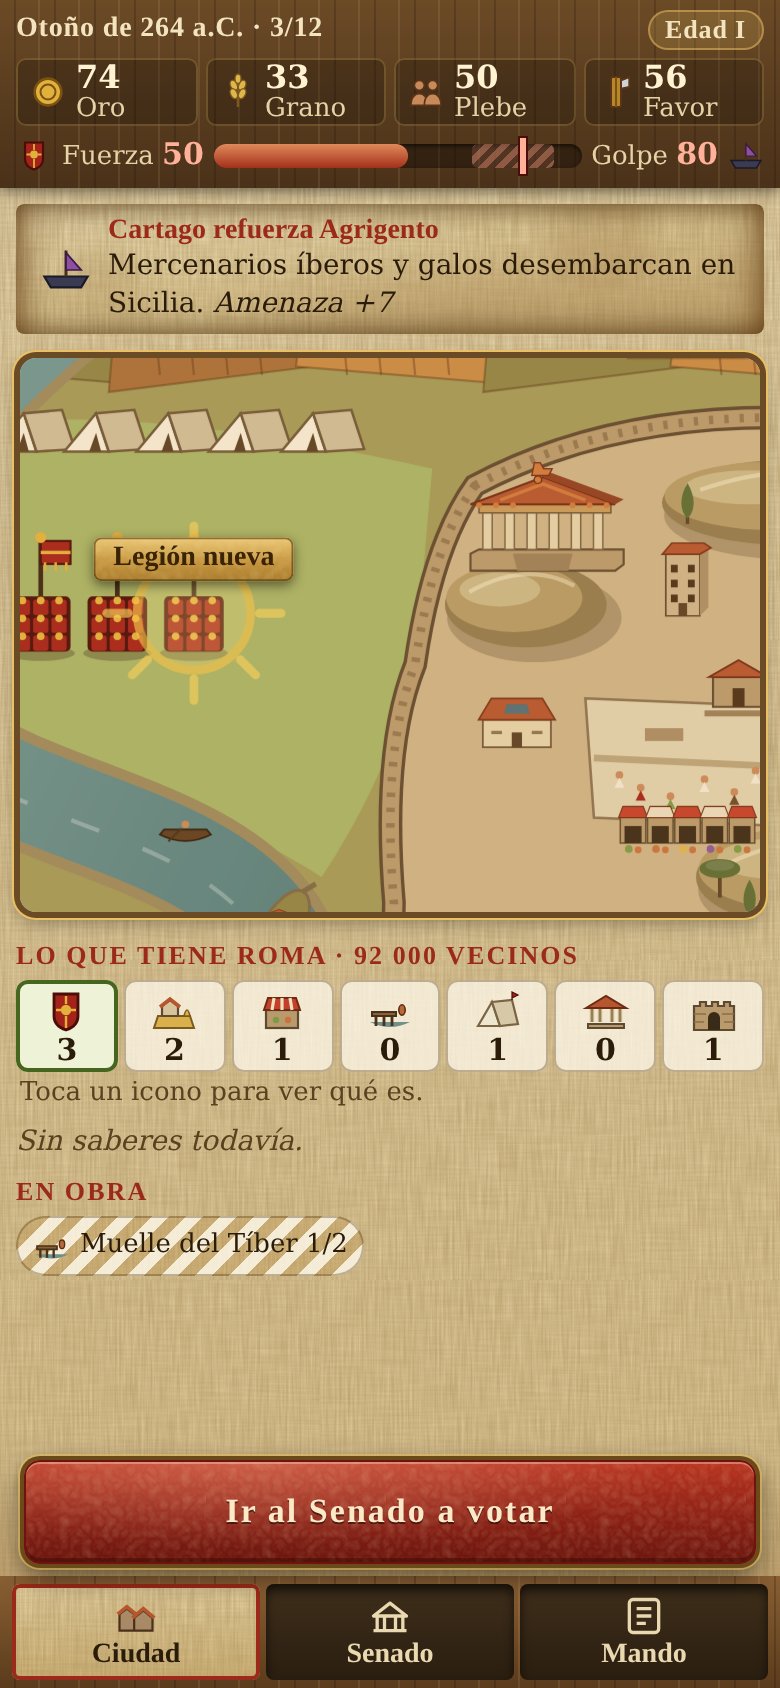 Otoño de 264 a.C. · 3/12
Edad I
74
Oro
33
Grano
50
Plebe
56
Favor
Fuerza 50
Golpe 80
Cartago refuerza Agrigento
Mercenarios íberos y galos desembarcan en
Sicilia. Amenaza +7
Legión nueva
LO QUE TIENE ROMA · 92 000 VECINOS
3
2
1
0
1
0
1
Toca un icono para ver qué es.
Sin saberes todavía.
EN OBRA
Muelle del Tíber 1/2
Ir al Senado a votar
Ciudad
Senado
Mando